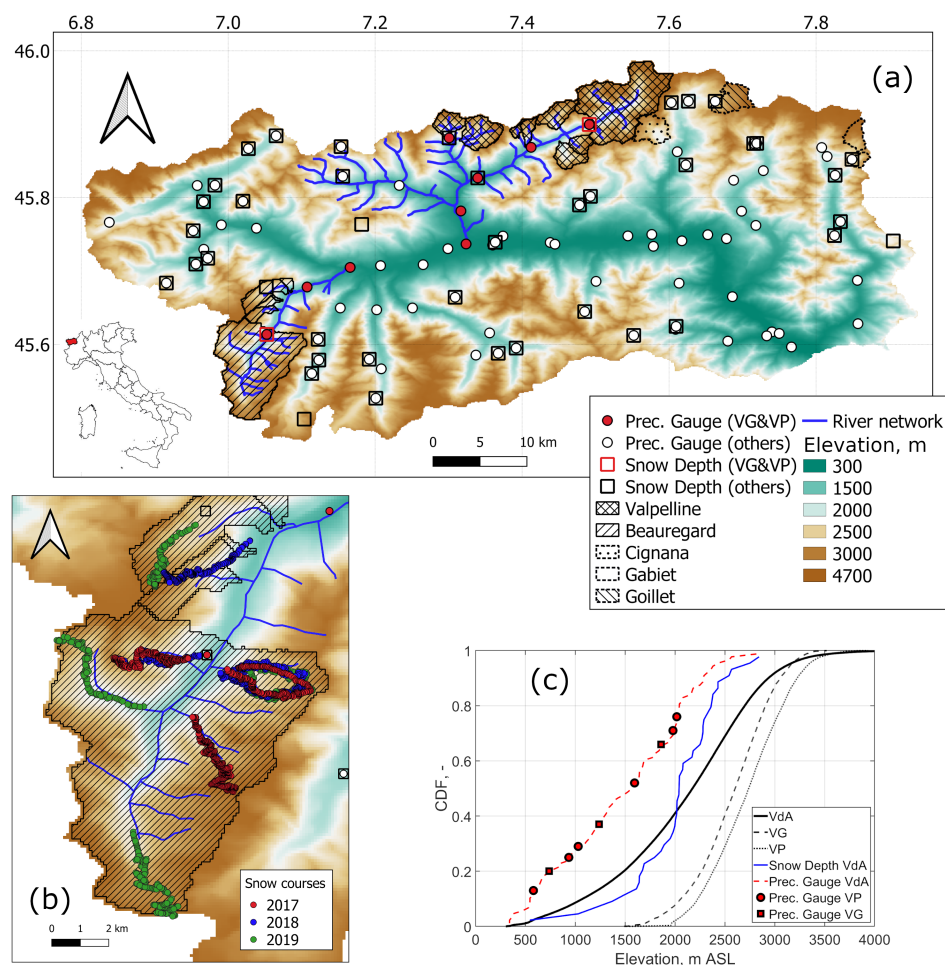 6.8 7.0 7.2 7.4 7.6 7.8
46.0
(a)
45.8
45.6
0 5 10 km
Prec. Gauge (VG&VP)
Prec. Gauge (others)
Snow Depth (VG&VP)
Snow Depth (others)
Valpelline
Beauregard
Cignana
Gabiet
Goillet
River network
Elevation, m
300
1500
2000
2500
3000
4700
(b)
Snow courses
2017
2018
2019
0 1 2 km
(c)
CDF, -
1
0.8
0.6
0.4
0.2
0
0 500 1000 1500 2000 2500 3000 3500 4000
Elevation, m ASL
VdA
VG
VP
Snow Depth VdA
Prec. Gauge VdA
Prec. Gauge VP
Prec. Gauge VG